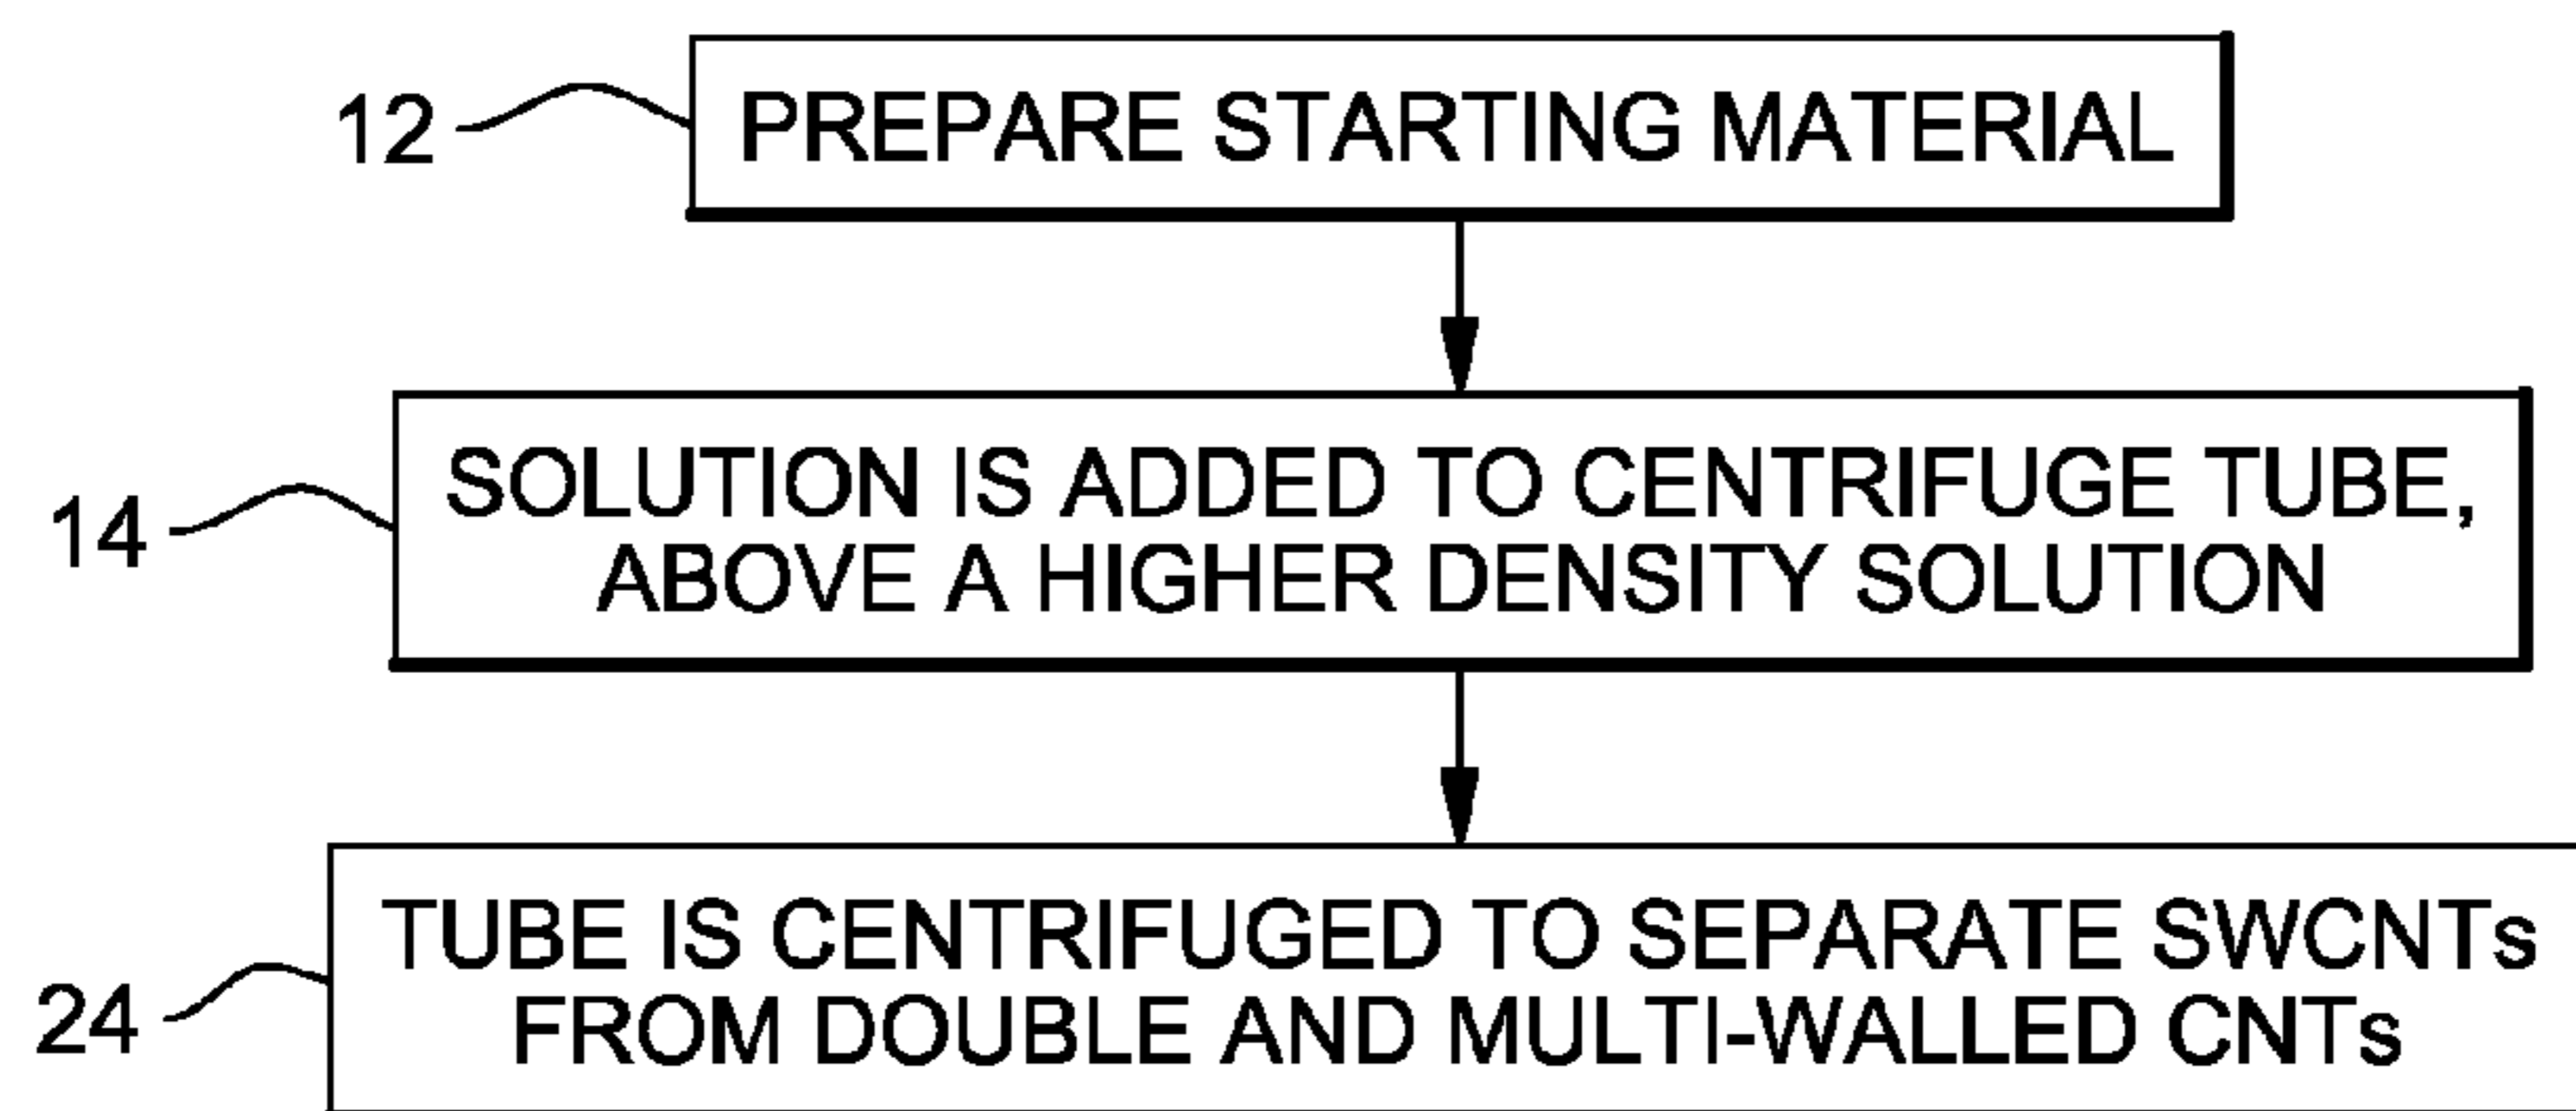 12 PREPARE STARTING MATERIAL
14 SOLUTION IS ADDED TO CENTRIFUGE TUBE,
ABOVE A HIGHER DENSITY SOLUTION
24 TUBE IS CENTRIFUGED TO SEPARATE SWCNTs
FROM DOUBLE AND MULTI-WALLED CNTs